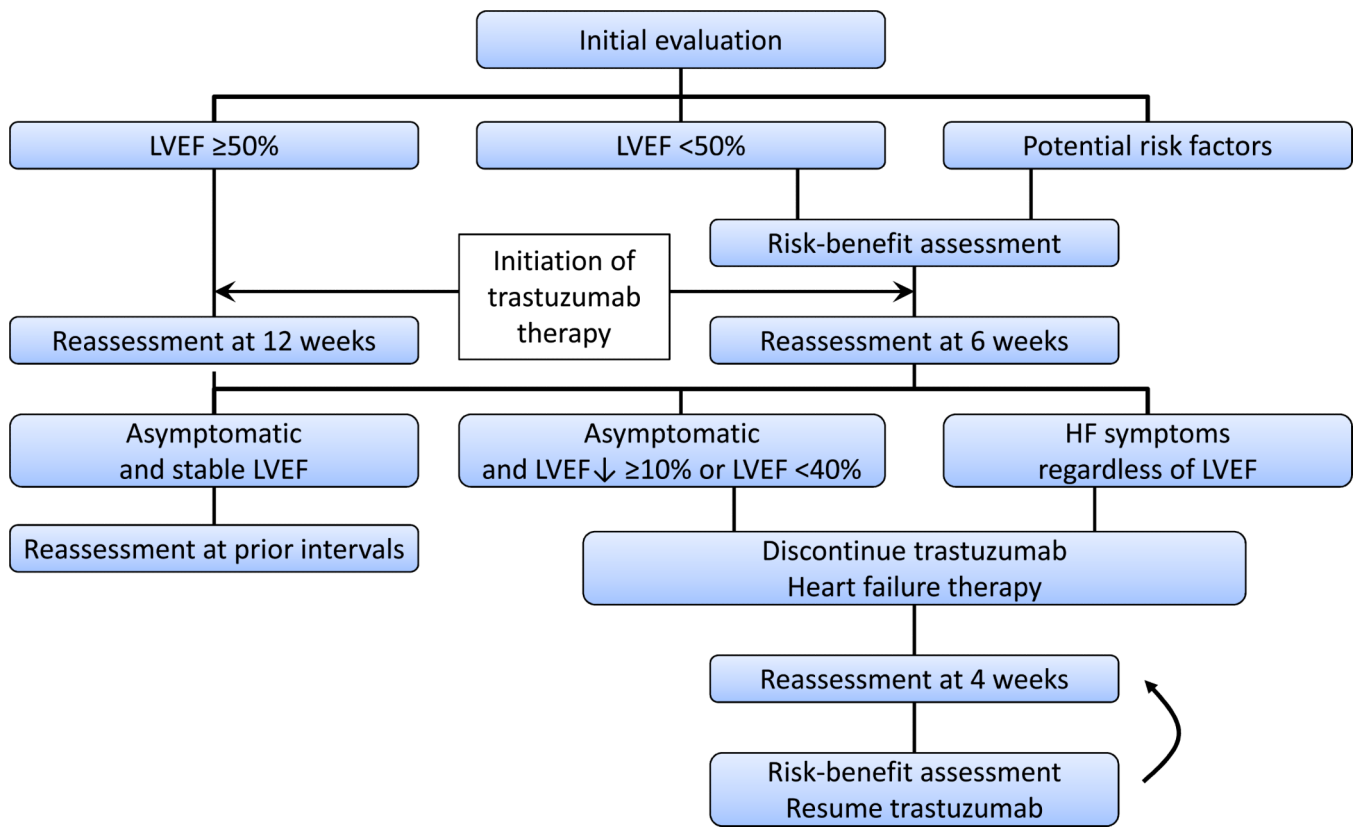 Initial evaluation
LVEF ≥50%
LVEF <50%
Potential risk factors
Risk-benefit assessment
Initiation of
trastuzumab
therapy
Reassessment at 12 weeks
Reassessment at 6 weeks
Asymptomatic
and stable LVEF
Asymptomatic
and LVEF↓ ≥10% or LVEF <40%
HF symptoms
regardless of LVEF
Reassessment at prior intervals
Discontinue trastuzumab
Heart failure therapy
Reassessment at 4 weeks
Risk-benefit assessment
Resume trastuzumab